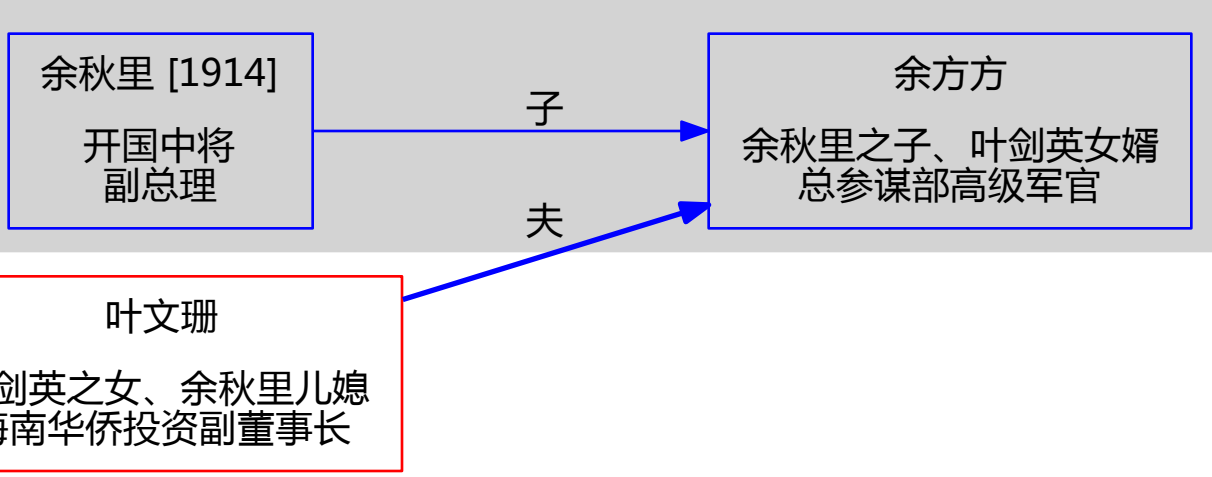 余秋里 [1914]
开国中将
副总理
子
余方方
余秋里之子、叶剑英女婿
总参谋部高级军官
夫
叶文珊
剑英之女、余秋里儿媳
南华侨投资副董事长